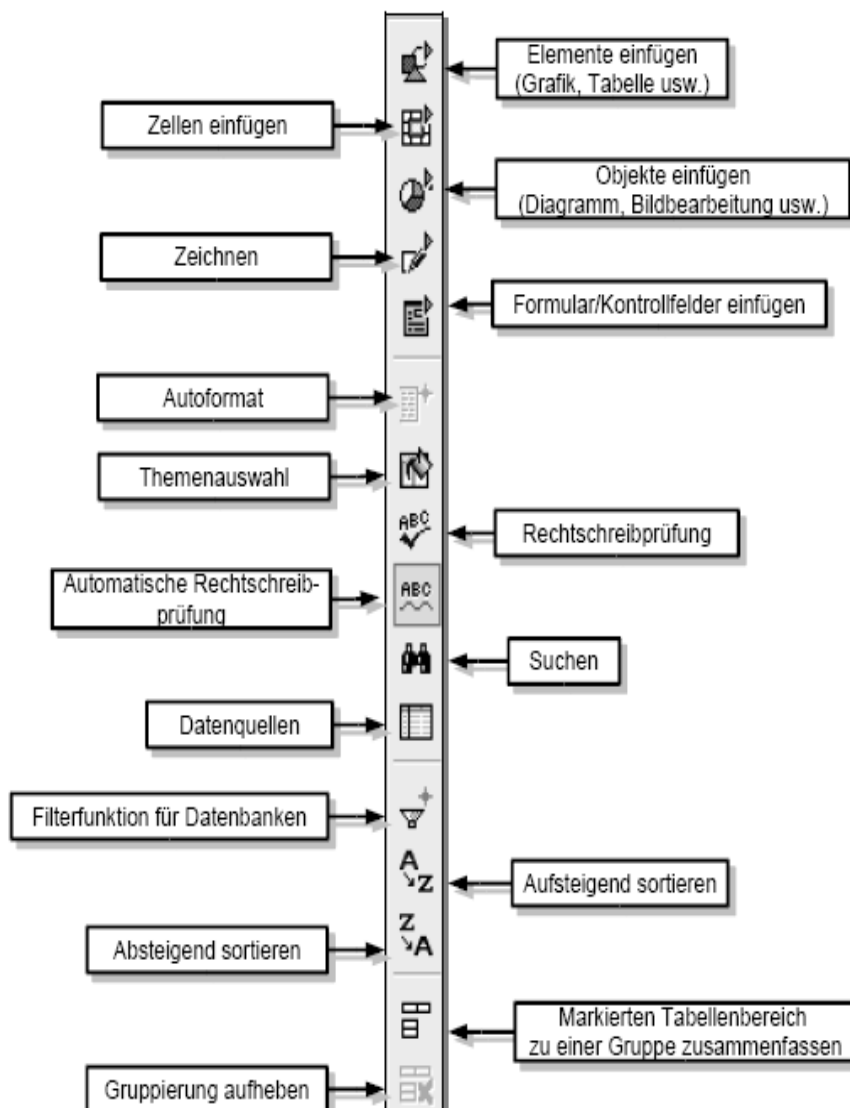 Elemente einfügen
(Grafik, Tabelle usw.)
Zellen einfügen
Objekte einfügen
(Diagramm, Bildbearbeitung usw.)
Zeichnen
Formular/Kontrollfelder einfügen
Autoformat
Themenauswahl
ABC
Rechtschreibprüfung
Automatische Rechtschreib-
prüfung
ABC
Suchen
Datenquellen
Filterfunktion für Datenbanken
A
Z
Aufsteigend sortieren
Z
A
Absteigend sortieren
Markierten Tabellenbereich
zu einer Gruppe zusammenfassen
Gruppierung aufheben